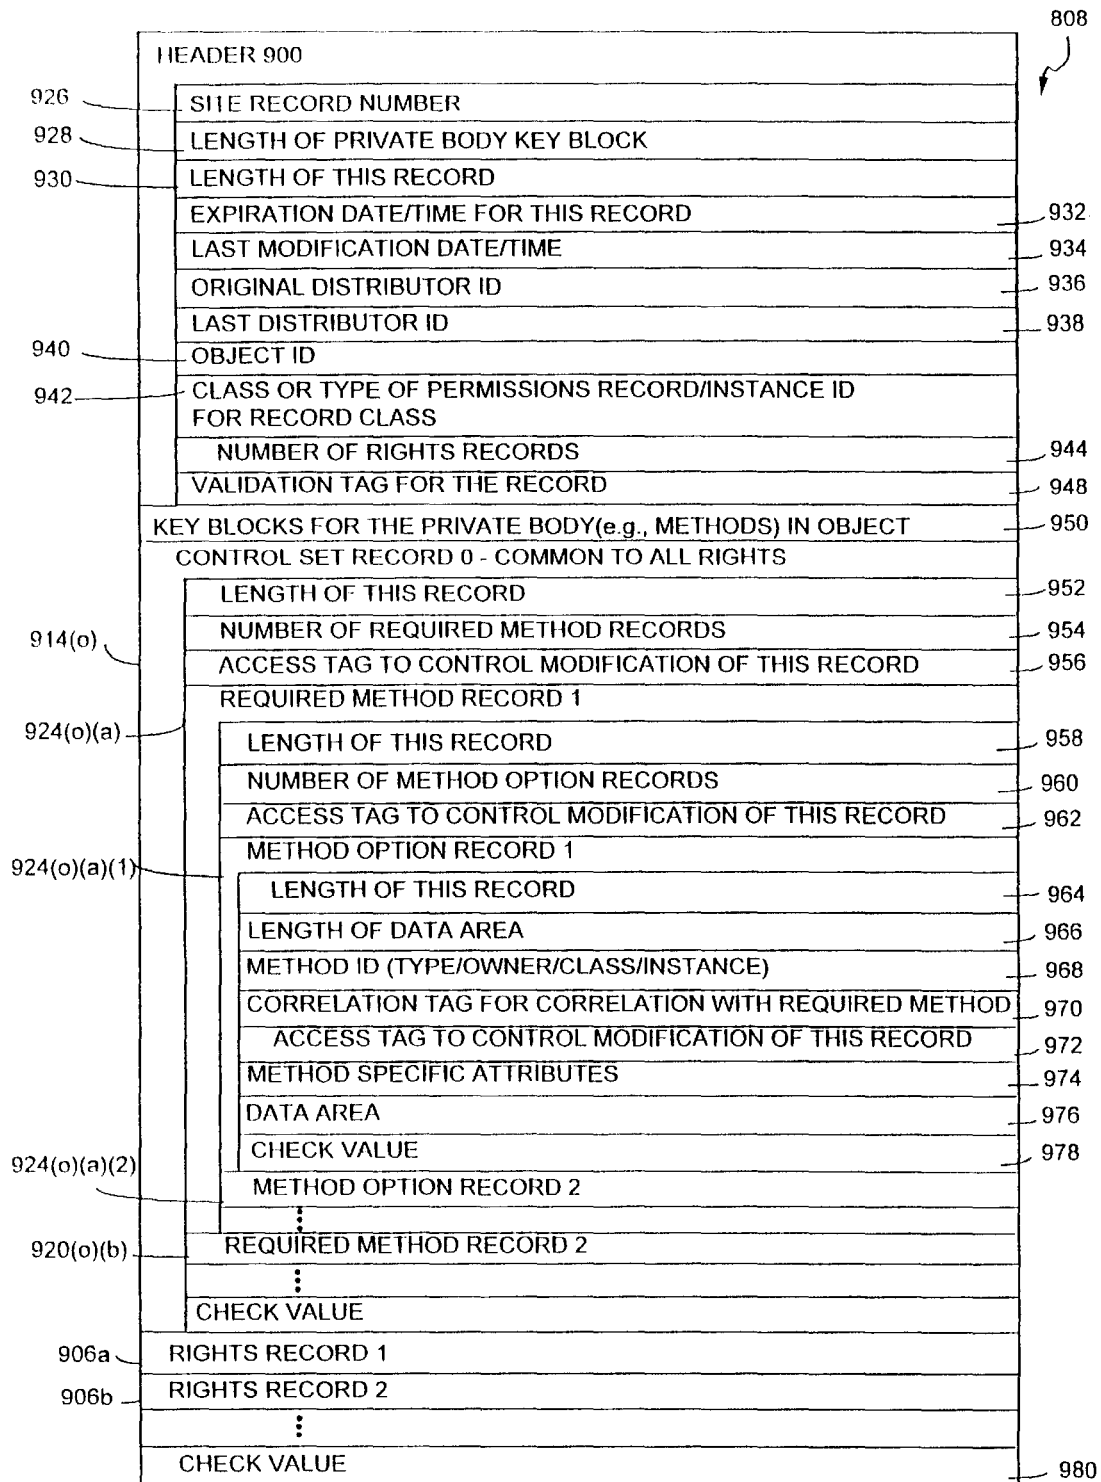 808
HEADER 900
926 SITE RECORD NUMBER
928 LENGTH OF PRIVATE BODY KEY BLOCK
930 LENGTH OF THIS RECORD
EXPIRATION DATE/TIME FOR THIS RECORD 932
LAST MODIFICATION DATE/TIME 934
ORIGINAL DISTRIBUTOR ID 936
LAST DISTRIBUTOR ID 938
940 OBJECT ID
942 CLASS OR TYPE OF PERMISSIONS RECORD/INSTANCE ID
FOR RECORD CLASS
NUMBER OF RIGHTS RECORDS 944
VALIDATION TAG FOR THE RECORD 948
KEY BLOCKS FOR THE PRIVATE BODY(e.g., METHODS) IN OBJECT 950
CONTROL SET RECORD 0 - COMMON TO ALL RIGHTS
LENGTH OF THIS RECORD 952
914(o) NUMBER OF REQUIRED METHOD RECORDS 954
ACCESS TAG TO CONTROL MODIFICATION OF THIS RECORD 956
REQUIRED METHOD RECORD 1
924(o)(a) LENGTH OF THIS RECORD 958
NUMBER OF METHOD OPTION RECORDS 960
ACCESS TAG TO CONTROL MODIFICATION OF THIS RECORD 962
METHOD OPTION RECORD 1
924(o)(a)(1) LENGTH OF THIS RECORD 964
LENGTH OF DATA AREA 966
METHOD ID (TYPE/OWNER/CLASS/INSTANCE) 968
CORRELATION TAG FOR CORRELATION WITH REQUIRED METHOD 970
ACCESS TAG TO CONTROL MODIFICATION OF THIS RECORD 972
METHOD SPECIFIC ATTRIBUTES 974
DATA AREA 976
CHECK VALUE 978
924(o)(a)(2) METHOD OPTION RECORD 2
920(o)(b) REQUIRED METHOD RECORD 2
CHECK VALUE
906a RIGHTS RECORD 1
906b RIGHTS RECORD 2
CHECK VALUE 980